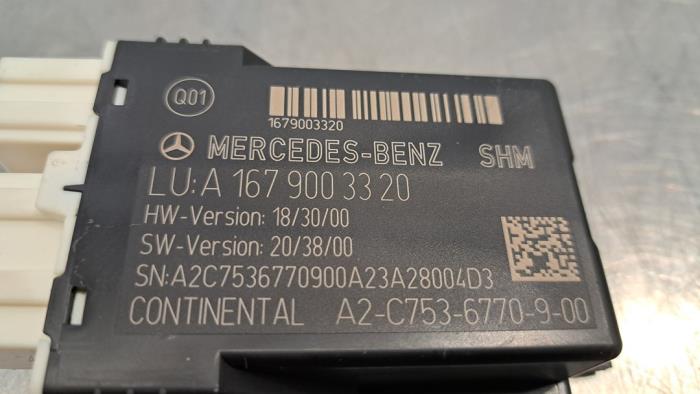 Q01
1679003320
MERCEDES-BENZ SHM
LU: A 167 900 33 20
HW-Version: 18/30/00
SW-Version: 20/38/00
SN:A2C7536770900A23A28004D3
CONTINENTAL A2-C753-6770-9-00